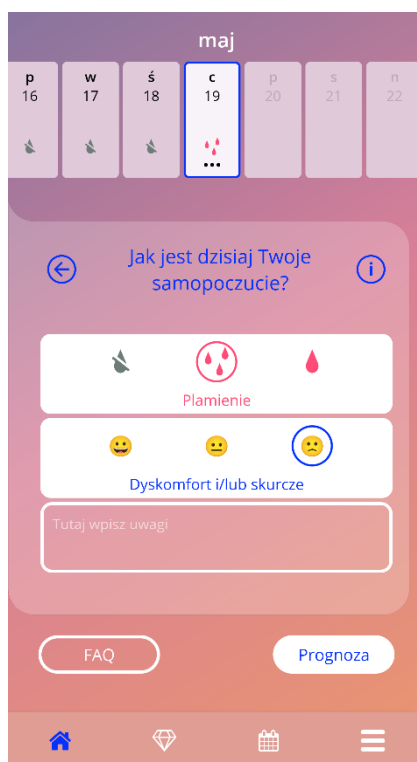 maj
p w ś c p s n
16 17 18 19 20 21 22
Jak jest dzisiaj Twoje
samopoczucie?
i
Plamienie
Dyskomfort i/lub skurcze
Tutaj wpisz uwagi
FAQ Prognoza